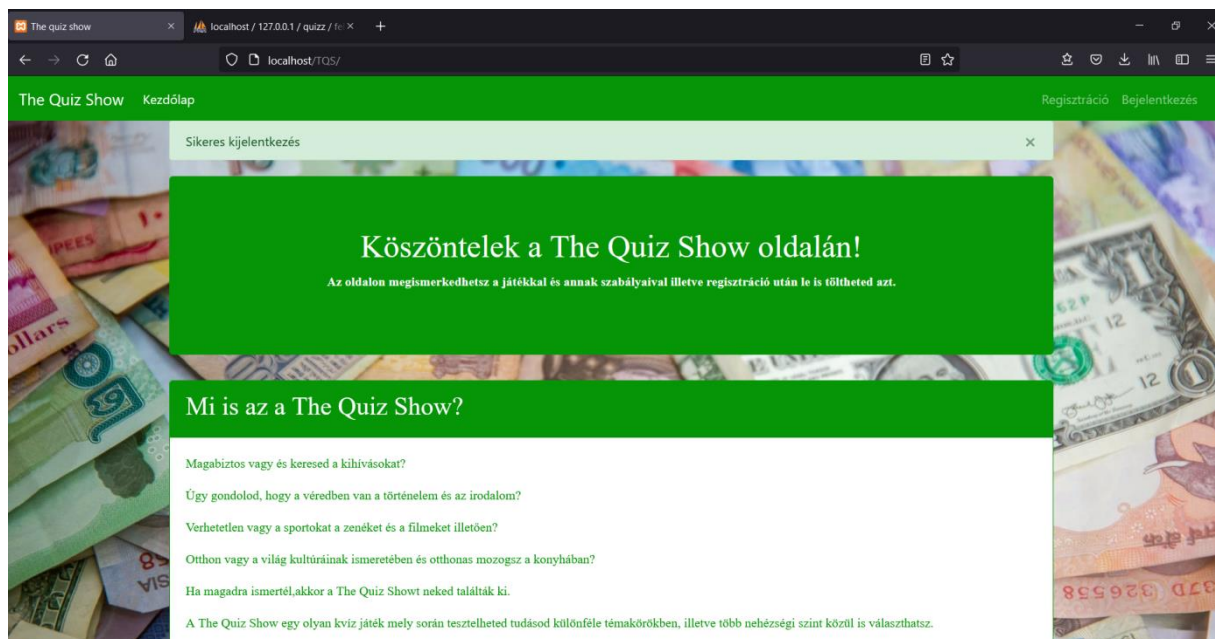 The quiz show
localhost / 127.0.0.1 / quizz / fel
localhost/TQS/
The Quiz Show Kezdőlap Regisztráció Bejelentkezés
Sikeres kijelentkezés
Köszöntelek a The Quiz Show oldalán!
Az oldalon megismerkedhetsz a játékkal és annak szabályaival illetve regisztráció után le is töltheted azt.
Mi is az a The Quiz Show?
Magabiztos vagy és keresed a kihívásokat?
Úgy gondolod, hogy a véredben van a történelem és az irodalom?
Verhetetlen vagy a sportokat a zenéket és a filmeket illetően?
Otthon vagy a világ kultúráinak ismeretében és otthonas mozogsz a konyhában?
Ha magadra ismertél,akkor a The Quiz Showt neked találták ki.
A The Quiz Show egy olyan kvíz játék mely során tesztelheted tudásod különféle témakörökben, illetve több nehézségi szint közül is választhatsz.